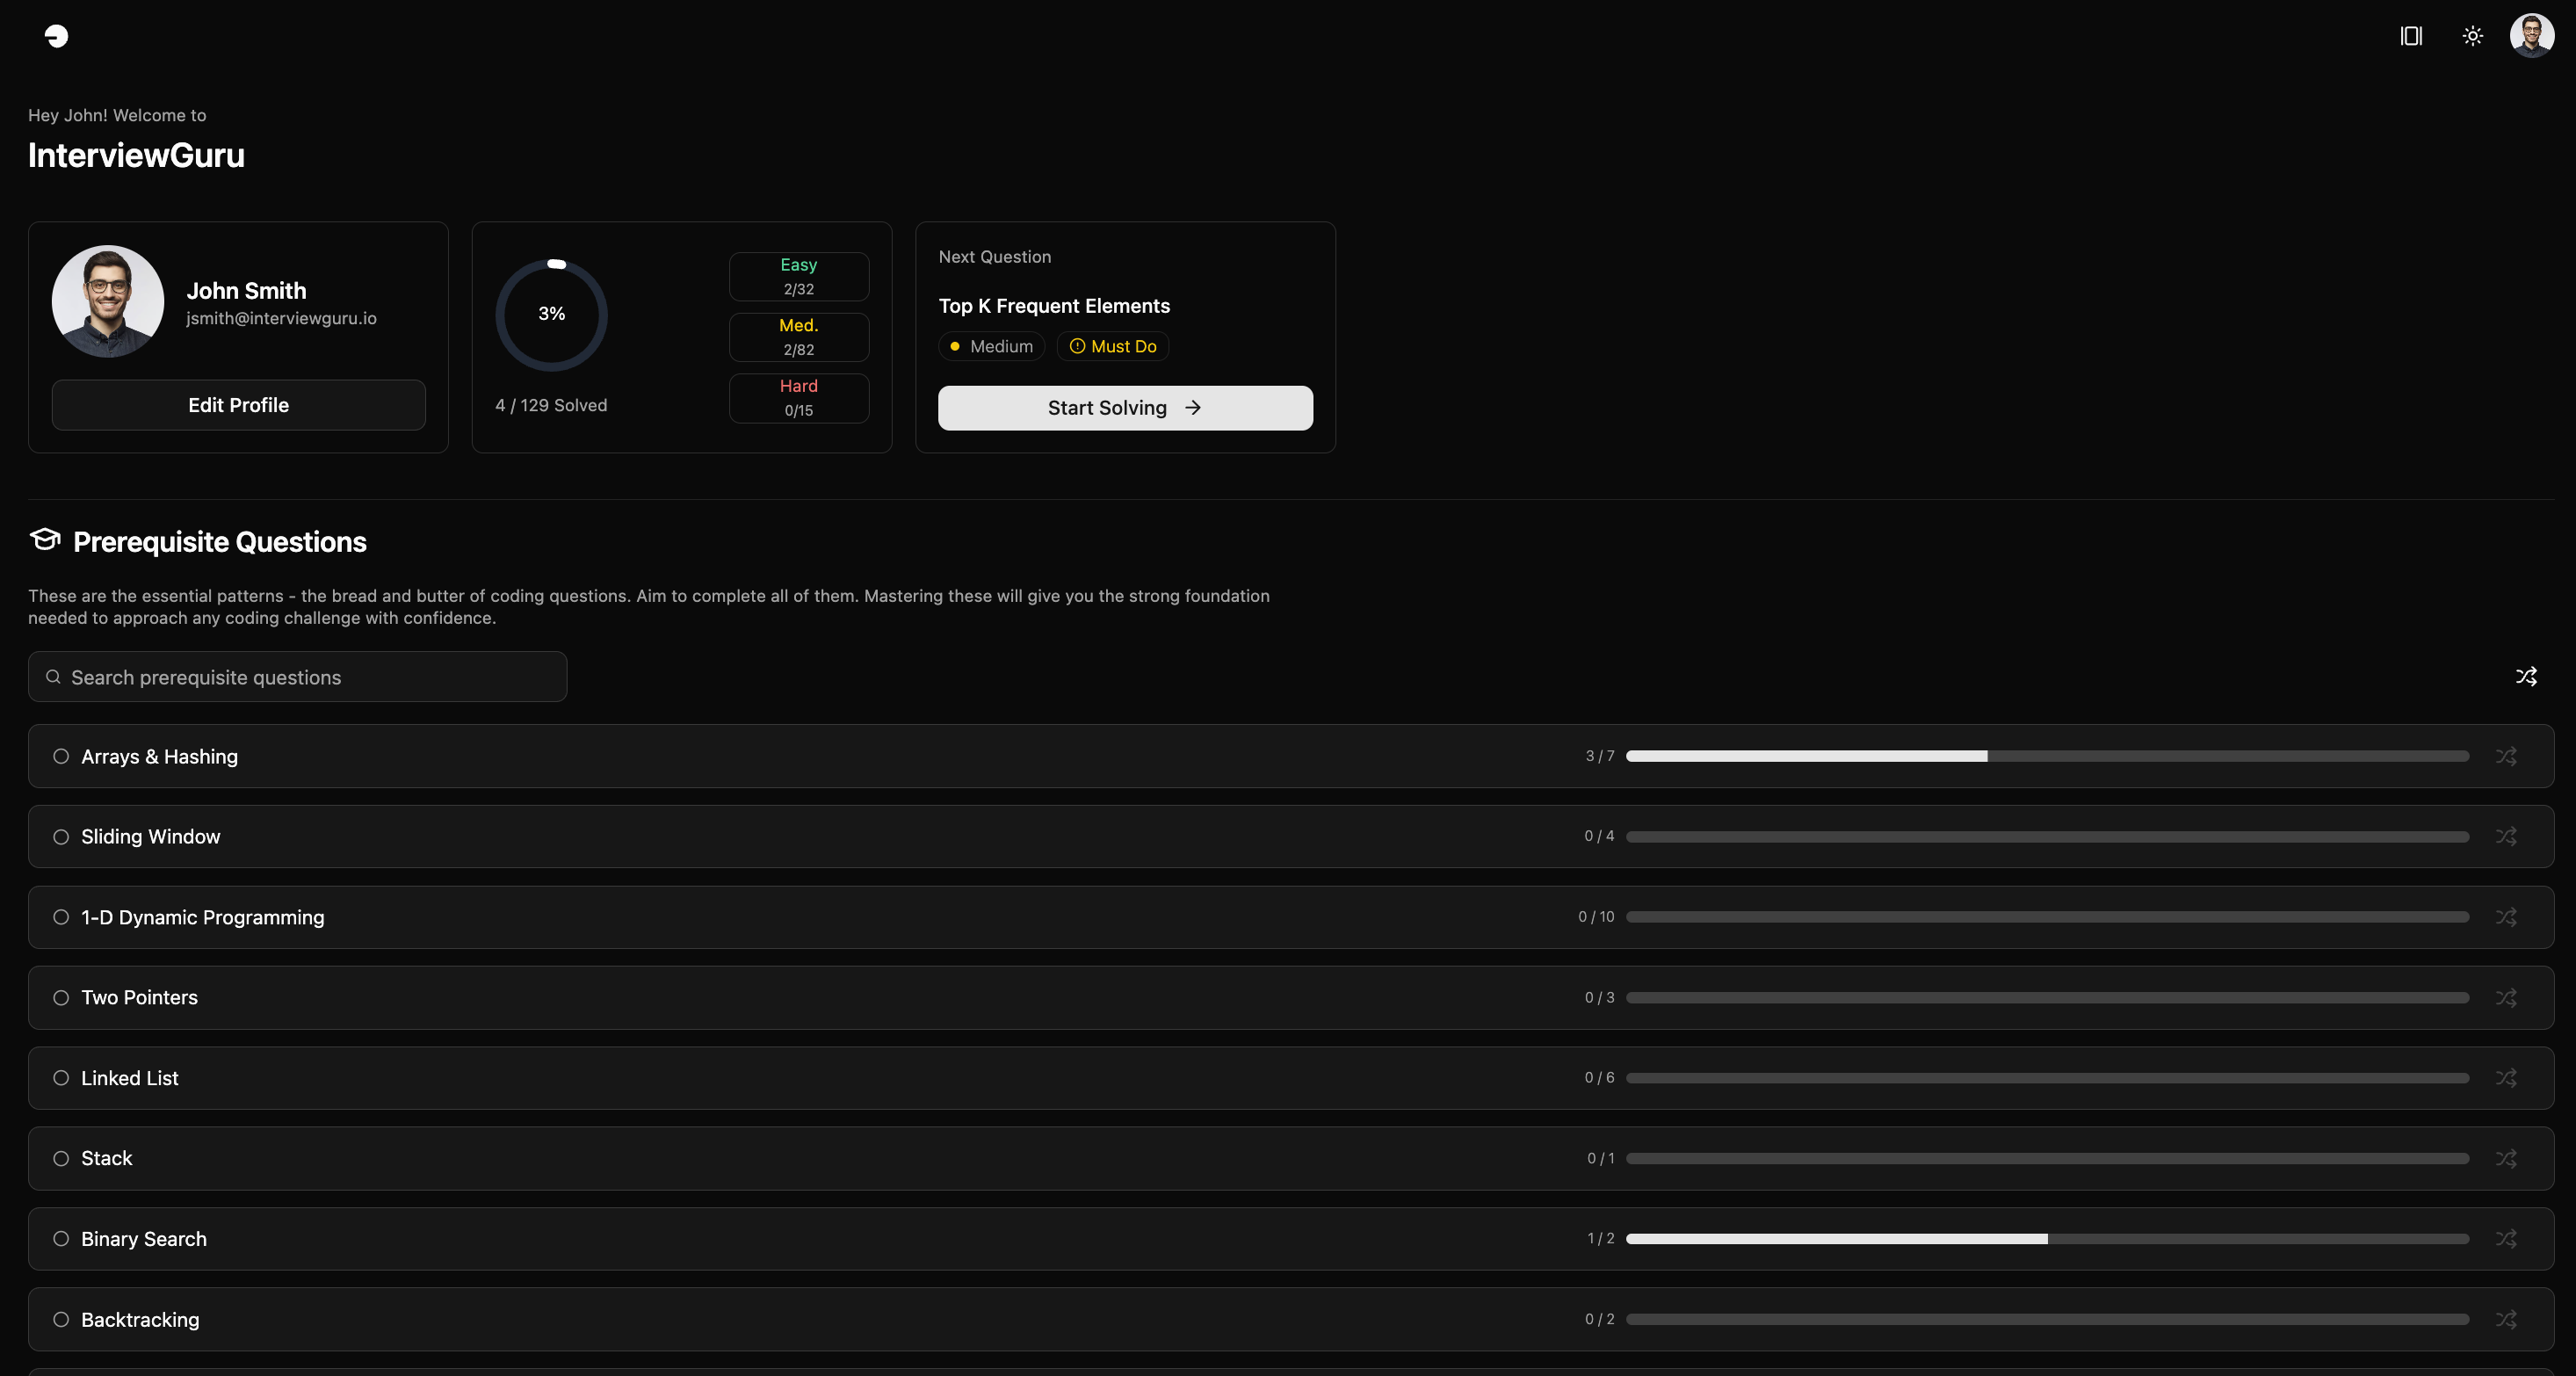 Hey John! Welcome to
InterviewGuru
John Smith
jsmith@interviewguru.io
Edit Profile
3%
4 / 129 Solved
Easy
2/32
Med.
2/82
Hard
0/15
Next Question
Top K Frequent Elements
Medium
Must Do
Start Solving
Prerequisite Questions
These are the essential patterns - the bread and butter of coding questions. Aim to complete all of them. Mastering these will give you the strong foundation
needed to approach any coding challenge with confidence.
Search prerequisite questions
Arrays & Hashing 3 / 7
Sliding Window 0 / 4
1-D Dynamic Programming 0 / 10
Two Pointers 0 / 3
Linked List 0 / 6
Stack 0 / 1
Binary Search 1 / 2
Backtracking 0 / 2